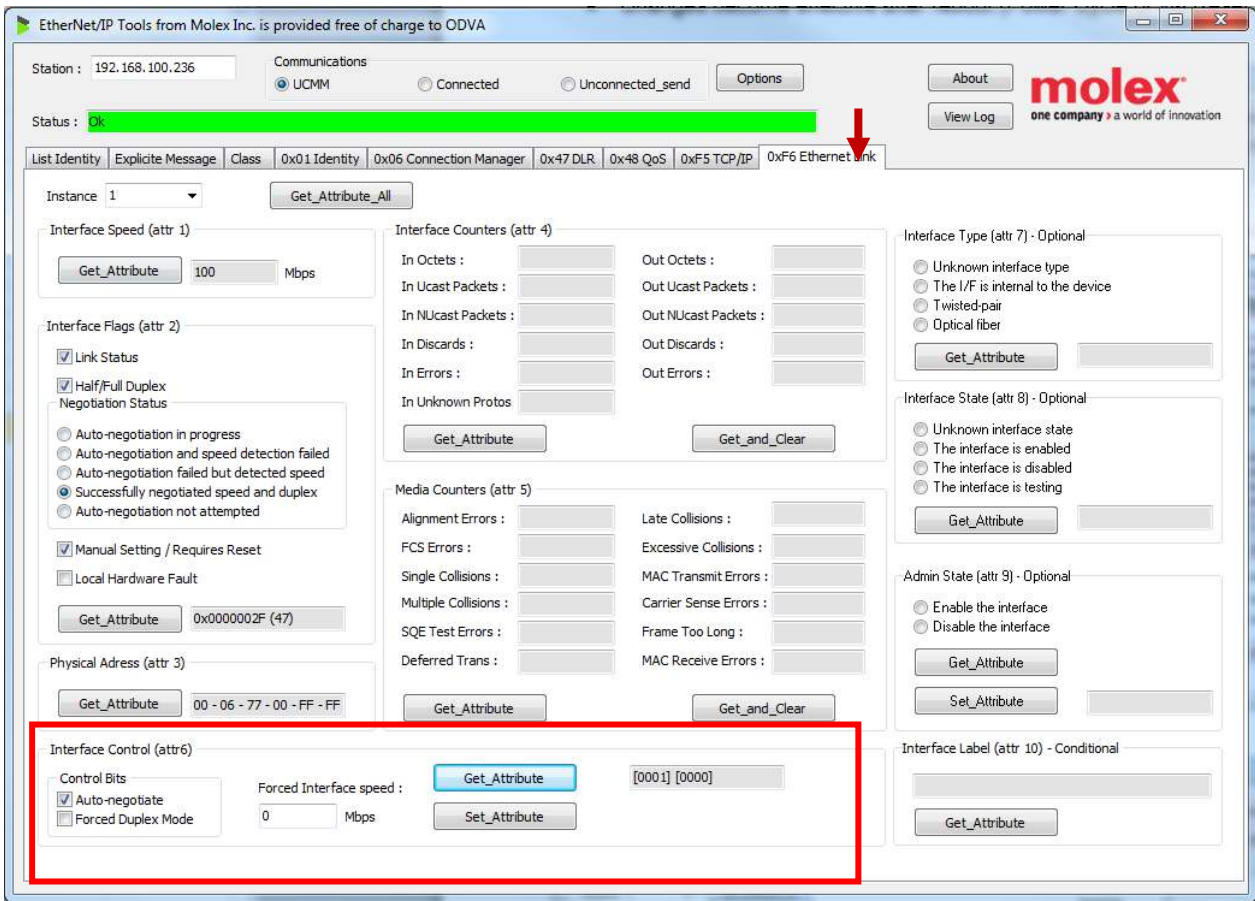 EtherNet/IP Tools from Molex Inc. is provided free of charge to ODVA
Station : 192.168.100.236
Communications
UCMM Connected Unconnected_send
Options
About
molex
one company > a world of innovation
Status : Ok
View Log
List Identity Explicite Message Class 0x01 Identity 0x06 Connection Manager 0x47 DLR 0x48 QoS 0xF5 TCP/IP 0xF6 Ethernet Link
Instance 1 Get_Attribute_All
Interface Speed (attr 1)
Get_Attribute 100 Mbps
Interface Flags (attr 2)
Link Status
Half/Full Duplex
Negotiation Status
Auto-negotiation in progress
Auto-negotiation and speed detection failed
Auto-negotiation failed but detected speed
Successfully negotiated speed and duplex
Auto-negotiation not attempted
Manual Setting / Requires Reset
Local Hardware Fault
Get_Attribute 0x0000002F (47)
Physical Adress (attr 3)
Get_Attribute 00 - 06 - 77 - 00 - FF - FF
Interface Counters (attr 4)
In Octets : Out Octets :
In Ucast Packets : Out Ucast Packets :
In NUcast Packets : Out NUcast Packets :
In Discards : Out Discards :
In Errors : Out Errors :
In Unknown Protos
Get_Attribute Get_and_Clear
Media Counters (attr 5)
Alignment Errors : Late Collisions :
FCS Errors : Excessive Collisions :
Single Collisions : MAC Transmit Errors :
Multiple Collisions : Carrier Sense Errors :
SQE Test Errors : Frame Too Long :
Deferred Trans : MAC Receive Errors :
Get_Attribute Get_and_Clear
Interface Type (attr 7) - Optional
Unknown interface type
The I/F is internal to the device
Twisted-pair
Optical fiber
Get_Attribute
Interface State (attr 8) - Optional
Unknown interface state
The interface is enabled
The interface is disabled
The interface is testing
Get_Attribute
Admin State (attr 9) - Optional
Enable the interface
Disable the interface
Get_Attribute
Set_Attribute
Interface Control (attr6)
Control Bits
Auto-negotiate
Forced Duplex Mode
Forced Interface speed :
0 Mbps
Get_Attribute [0001] [0000]
Set_Attribute
Interface Label (attr 10) - Conditional
Get_Attribute